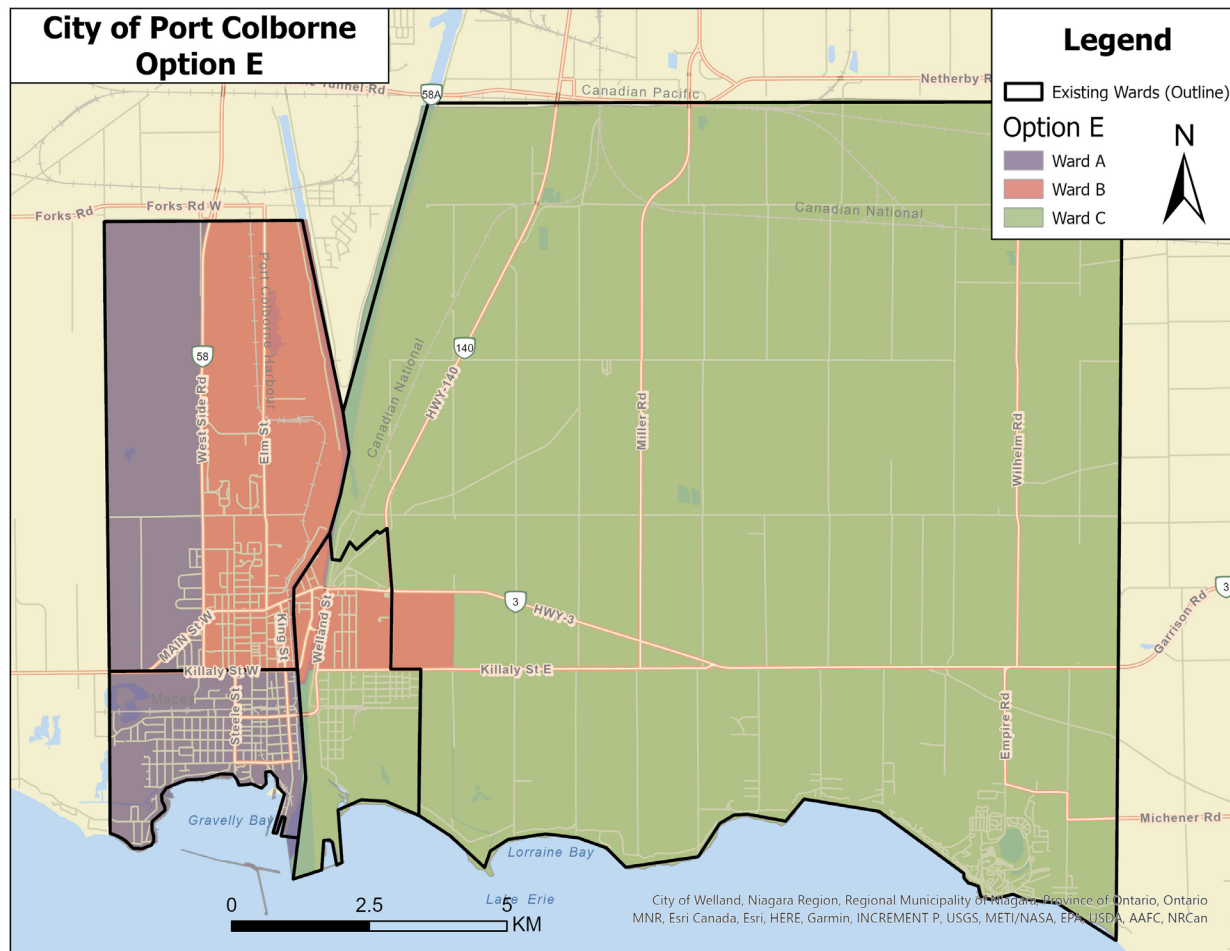 City of Port Colborne
Option E
Legend
Existing Wards (Outline)
Option E
Ward A
Ward B
Ward C
N
Tunnel Rd
58A
Canadian Pacific
Netherby R
Forks Rd
Forks Rd W
Canadian National
Port Colborne Harbour
58
West Side Rd
Elm St
Canadian National
140
HWY-140
Miller Rd
Wilhelm Rd
3
HWY-3
3
Garrison Rd
MAIN St W
King St
Welland St
Killaly St W
Killaly St E
Macey
Steele St
Empire Rd
Gravelly Bay
Michener Rd
Lorraine Bay
Lake Erie
0
2.5
5
KM
City of Welland, Niagara Region, Regional Municipality of Niagara, Province of Ontario, Ontario
MNR, Esri Canada, Esri, HERE, Garmin, INCREMENT P, USGS, METI/NASA, EPA, USDA, AAFC, NRCan